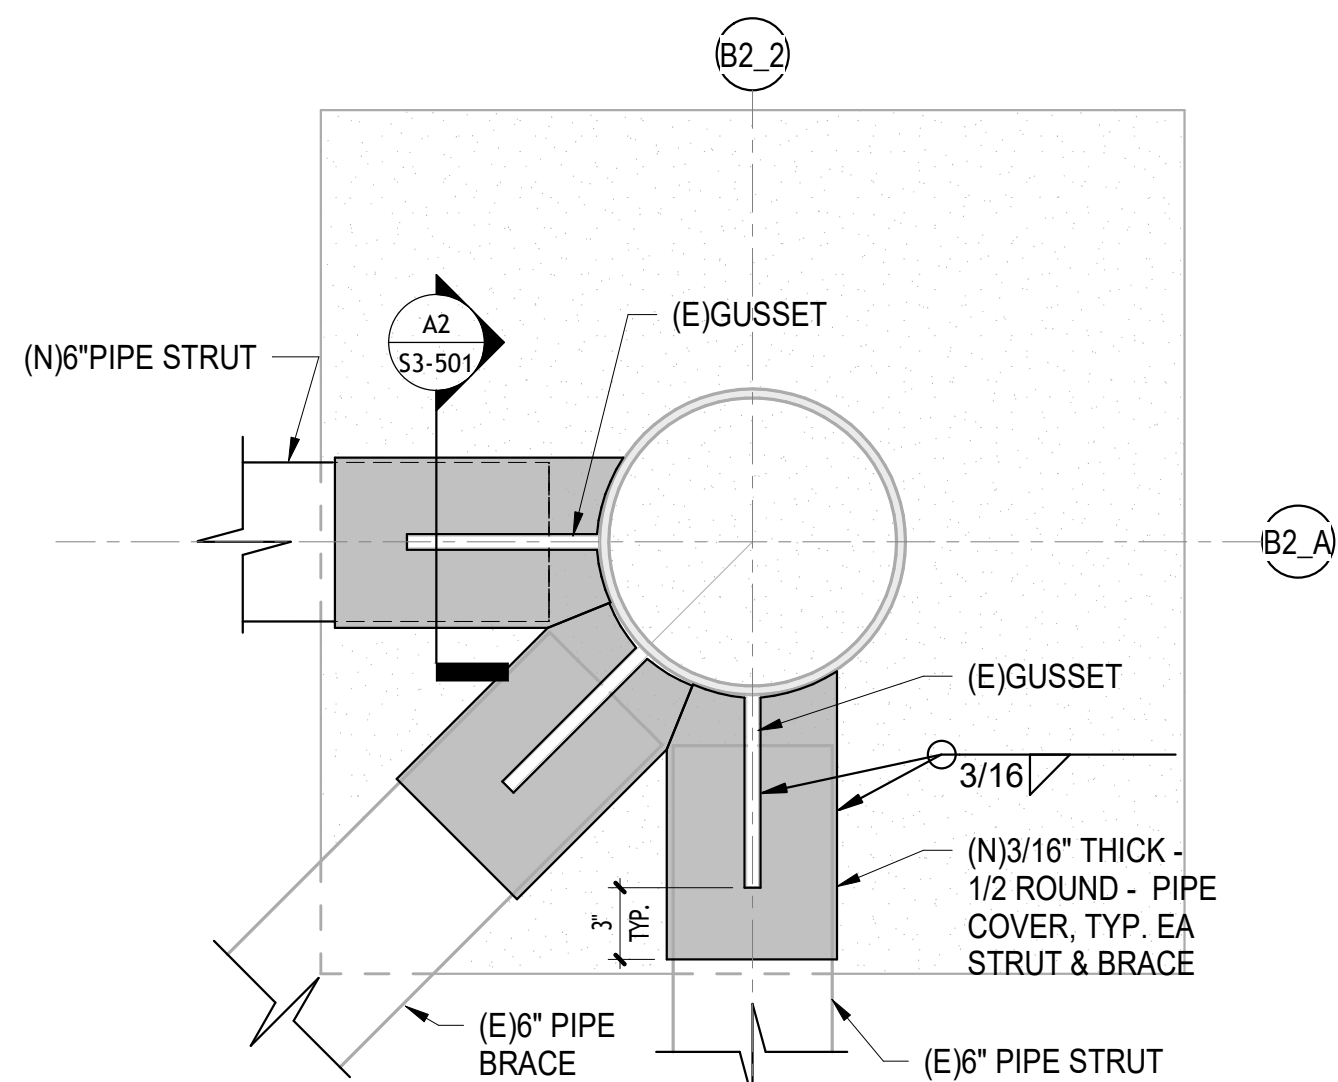 B2_2
(E)GUSSET
A2
S3-501
(N)6"PIPE STRUT
B2_A
(E)GUSSET
3/16
(N)3/16" THICK -
1/2 ROUND - PIPE
COVER, TYP. EA
STRUT & BRACE
3"
TYP.
(E)6" PIPE
BRACE
(E)6" PIPE STRUT